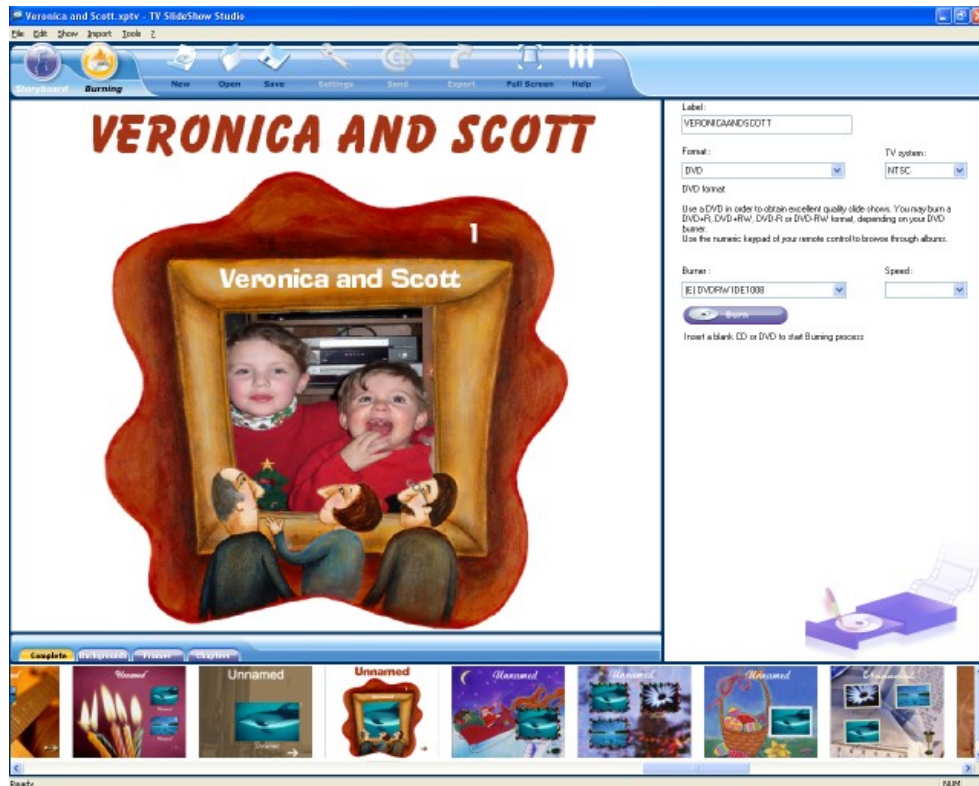 Veronica and Scott.xptv - TV SlideShow Studio
File Edit Show Import Tools ?
Storyboard Burning New Open Save Settings Send Export Full Screen Help
VERONICA AND SCOTT
1
Veronica and Scott
Label:
VERONICAANDSCOTT
Format: TV system:
DVD NTSC
DVD format
Use a DVD in order to obtain excellent quality slide shows. You may burn a
DVD+R, DVD+RW, DVD-R or DVD-RW format, depending on your DVD
burner.
Use the numeric keypad of your remote control to browse through albums.
Burner: Speed:
(E) DVDRW IDE1008
Burn
Insert a blank CD or DVD to start Burning process
Complete Backgrounds Frames Chapters
Unnamed Unnamed Unnamed Unnamed Unnamed Unnamed Unnamed
Unnamed
Ready NUM